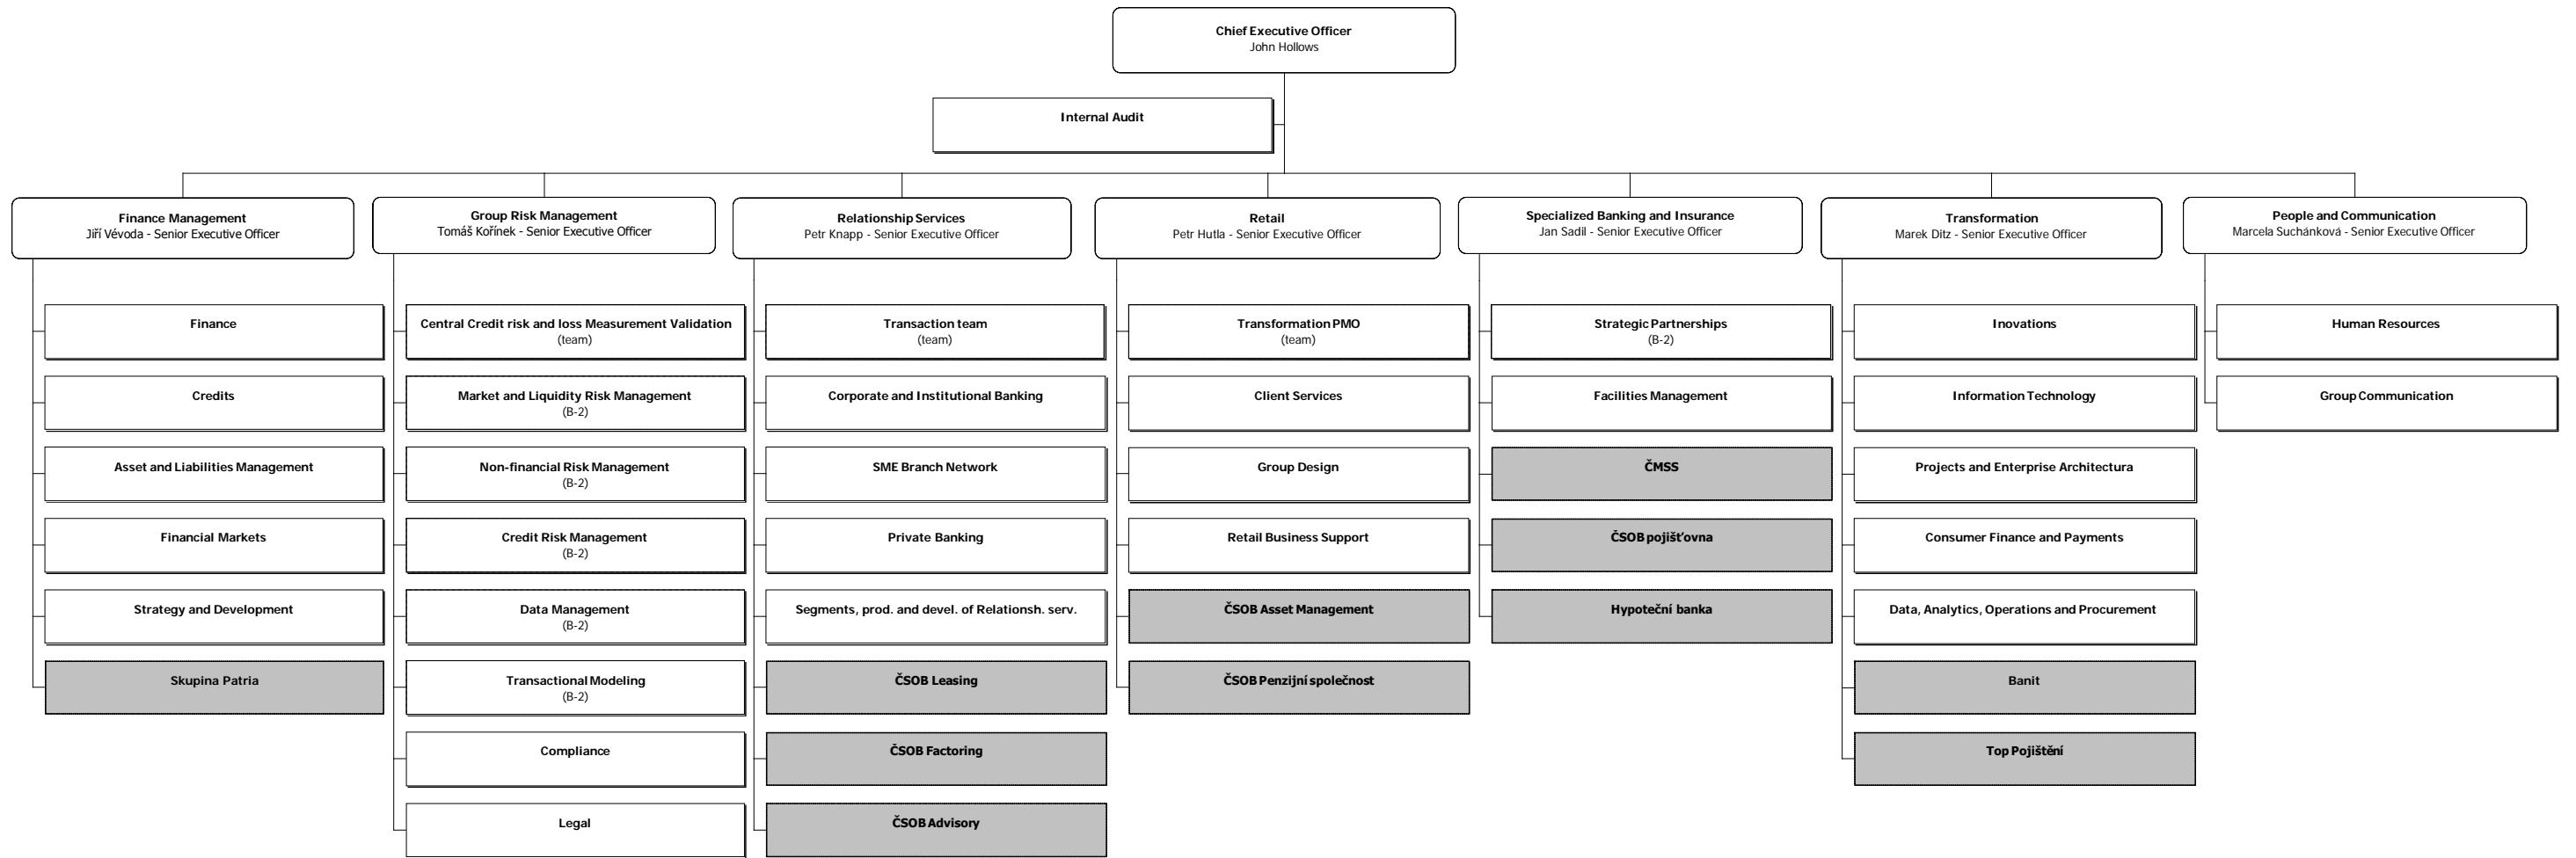 Chief Executive Officer
John Hollows
Internal Audit
Finance Management
Jiří Vévoda - Senior Executive Officer
Group Risk Management
Tomáš Kořínek - Senior Executive Officer
Relationship Services
Petr Knapp - Senior Executive Officer
Retail
Petr Hutla - Senior Executive Officer
Specialized Banking and Insurance
Jan Sadil - Senior Executive Officer
Transformation
Marek Ditz - Senior Executive Officer
People and Communication
Marcela Suchánková - Senior Executive Officer
Finance
Credits
Asset and Liabilities Management
Financial Markets
Strategy and Development
Skupina Patria
Central Credit risk and loss Measurement Validation
(team)
Market and Liquidity Risk Management
(B-2)
Non-financial Risk Management
(B-2)
Credit Risk Management
(B-2)
Data Management
(B-2)
Transactional Modeling
(B-2)
Compliance
Legal
Transaction team
(team)
Corporate and Institutional Banking
SME Branch Network
Private Banking
Segments, prod. and devel. of Relationsh. serv.
ČSOB Leasing
ČSOB Factoring
ČSOB Advisory
Transformation PMO
(team)
Client Services
Group Design
Retail Business Support
ČSOB Asset Management
ČSOB Penzijní společnost
Strategic Partnerships
(B-2)
Facilities Management
ČMSS
ČSOB pojišťovna
Hypoteční banka
Inovations
Information Technology
Projects and Enterprise Architectura
Consumer Finance and Payments
Data, Analytics, Operations and Procurement
Banit
Top Pojištění
Human Resources
Group Communication